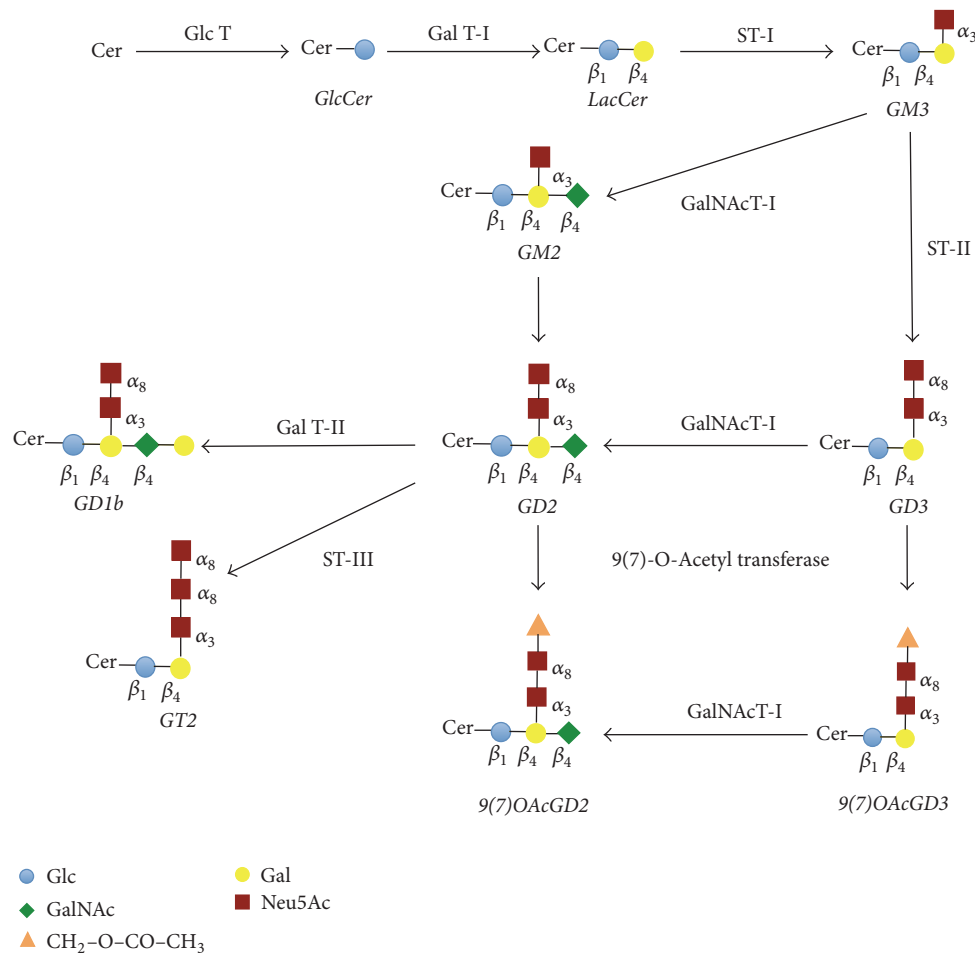 Cer
Glc T
Cer
GlcCer
Gal T-I
Cer
β1 β4
LacCer
ST-I
Cer
α3
β1 β4
GM3
GalNAcT-I
ST-II
Cer
α3
β1 β4 β4
GM2
Cer
α8
α3
β1 β4 β4
GD1b
Gal T-II
Cer
α8
α3
β1 β4 β4
GD2
GalNAcT-I
Cer
α8
α3
β1 β4
GD3
ST-III
9(7)-O-Acetyl transferase
Cer
α8
α8
α3
β1 β4
GT2
Cer
α8
α3
β1 β4 β4
9(7)OAcGD2
GalNAcT-I
Cer
α8
α3
β1 β4
9(7)OAcGD3
Glc
Gal
GalNAc
Neu5Ac
CH2–O–CO–CH3